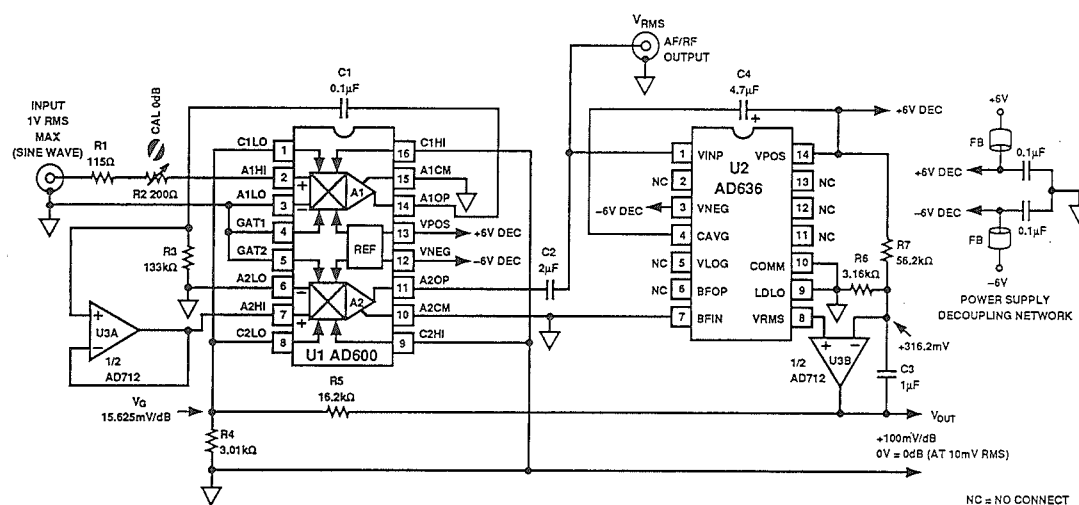 INPUT
1V RMS
MAX
(SINE WAVE)
R1
115Ω
CAL 0dB
R2 200Ω
C1
0.1µF
C1LO
A1HI
A1LO
GAT1
GAT2
A2LO
A2HI
C2LO
1
2
3
4
5
6
7
8
A1
REF
A2
U1 AD600
16
15
14
13
12
11
10
9
C1HI
A1CM
A1OP
VPOS
+6V DEC
VNEG
–6V DEC
A2OP
A2CM
C2HI
R3
133kΩ
U3A
1/2
AD712
VG
15.625mV/dB
R5
16.2kΩ
R4
3.01kΩ
C2
2µF
VRMS
AF/RF
OUTPUT
C4
4.7µF
+
+6V DEC
U2
AD636
1
VINP
NC
2
–6V DEC
3
VNEG
4
CAVG
NC
5
VLOG
NC
6
BFOP
7
BFIN
VPOS
14
13
NC
12
NC
11
NC
COMM
10
LDLO
9
VRMS
8
R7
56.2kΩ
R6
3.16kΩ
+316.2mV
1/2
AD712
U3B
C3
1µF
VOUT
+100mV/dB
0V = 0dB (AT 10mV RMS)
+6V
FB
0.1µF
+6V DEC
–6V DEC
FB
0.1µF
–6V
POWER SUPPLY
DECOUPLING NETWORK
NC = NO CONNECT